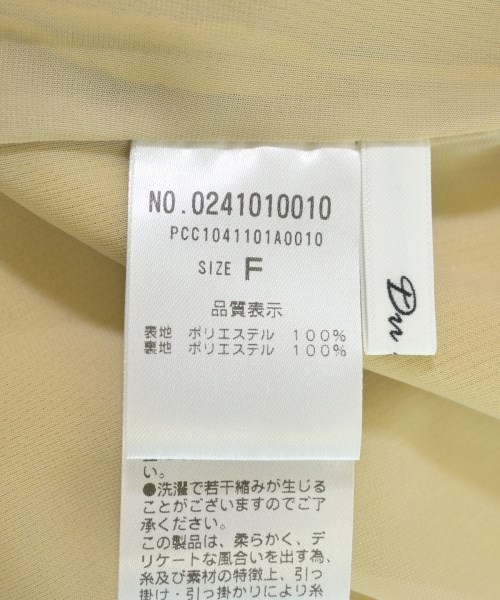 NO.0241010010
PCC1041101A0010
SIZE F
品質表示
表地 ポリエステル 100%
裏地 ポリエステル 100%
い。
●洗濯で若干縮みが生じる
ことがございますのでご了
承ください。
この製品は、柔らかく、デ
リケートな風合いを出す為、
糸及び素材の特徴上、引っ
掛け・引っ掛かりにより糸